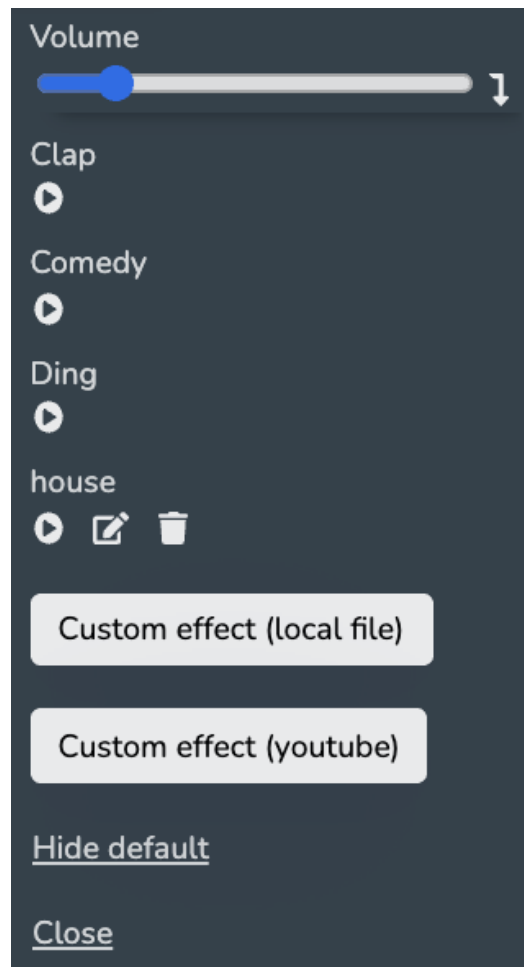 Volume
Clap
Comedy
Ding
house
Custom effect (local file)
Custom effect (youtube)
Hide default
Close